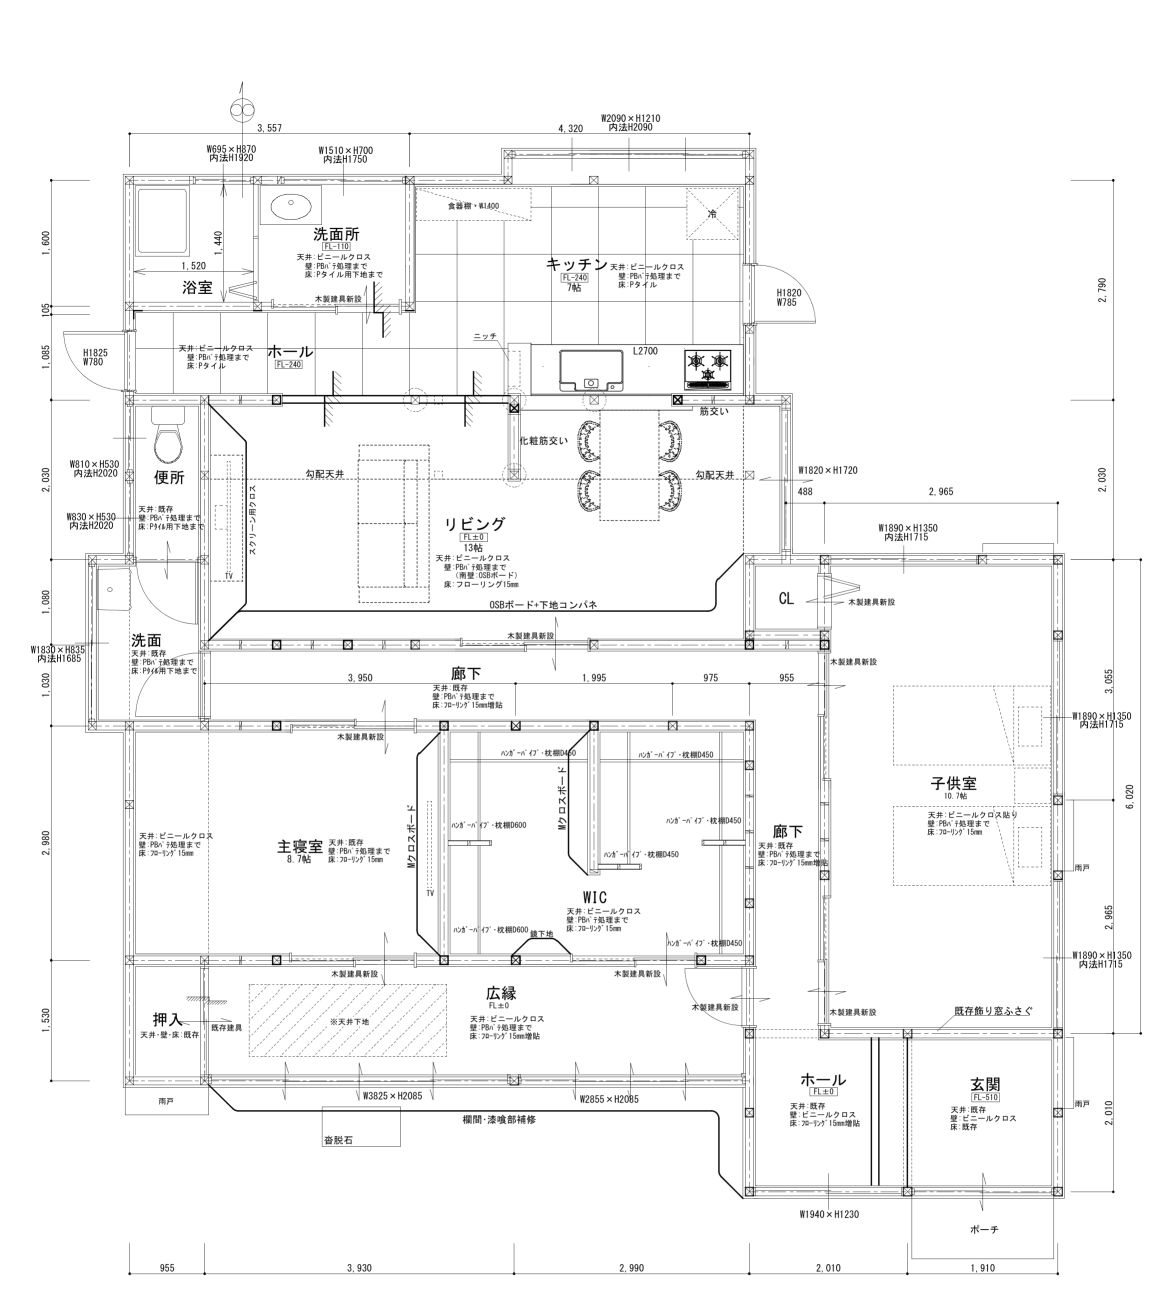 3,557
4,320
W2090×H1210
内法H2090
W695×H870
内法H1920
W1510×H700
内法H1750
1,600
1,440
1,520
浴室
洗面所
FL-110
天井:ビニールクロス
壁:PBパテ処理まで
床:Pタイル用下地まで
木製建具新設
食器棚・W1400
冷
キッチン
FL-240
7帖
天井:ビニールクロス
壁:PBパテ処理まで
床:Pタイル
H1820
W785
2,790
105
1,085
H1825
W780
天井:ビニールクロス
壁:PBパテ処理まで
床:Pタイル
ホール
FL-240
ニッチ
L2700
筋交い
化粧筋交い
勾配天井
勾配天井
W810×H530
内法H2020
2,030
W830×H530
内法H2020
便所
天井:既存
壁:PBパテ処理まで
床:Pタイル用下地まで
スクリーン用クロス
TV
リビング
FL±0
13帖
天井:ビニールクロス
壁:PBパテ処理まで
(南壁:OSBボード)
床:フローリング15mm
OSBボード+下地コンパネ
W1820×H1720
488
2,965
2,030
W1890×H1350
内法H1715
CL
木製建具新設
1,080
W1830×H835
内法H1685
1,030
洗面
天井:既存
壁:PBパテ処理まで
床:Pタイル用下地まで
木製建具新設
木製建具新設
3,950
廊下
天井:既存
壁:PBパテ処理まで
床:フローリング15mm増貼
1,995
975
955
木製建具新設
3,055
W1890×H1350
内法H1715
6,020
子供室
10.7帖
天井:ビニールクロス貼り
壁:PBパテ処理まで
床:フローリング15mm
ハンガーパイプ・枕棚D450
ハンガーパイプ・枕棚D450
Mクロスボード
Mクロスボード
ハンガーパイプ・枕棚D600
ハンガーパイプ・枕棚D450
ハンガーパイプ・枕棚D450
2,980
天井:ビニールクロス
壁:PBパテ処理まで
床:フローリング15mm
主寝室
8.7帖
天井:既存
壁:PBパテ処理まで
床:フローリング15mm
TV
廊下
天井:既存
壁:PBパテ処理まで
床:フローリング15mm増貼
雨戸
WIC
天井:ビニールクロス
壁:PBパテ処理まで
床:フローリング15mm
ハンガーパイプ・枕棚D600
鏡下地
ハンガーパイプ・枕棚D450
2,965
W1890×H1350
内法H1715
木製建具新設
木製建具新設
木製建具新設
木製建具新設
既存飾り窓ふさぐ
1,530
押入
天井・壁・床:既存
既存建具
※天井下地
広縁
FL±0
天井:ビニールクロス
壁:PBパテ処理まで
床:フローリング15mm増貼
雨戸
W3825×H2085
W2855×H2085
欄間・漆喰部補修
沓脱石
ホール
FL±0
天井:既存
壁:ビニールクロス
床:フローリング15mm増貼
玄関
FL-510
天井:既存
壁:ビニールクロス
床:既存
雨戸
2,010
W1940×H1230
ポーチ
955
3,930
2,990
2,010
1,910